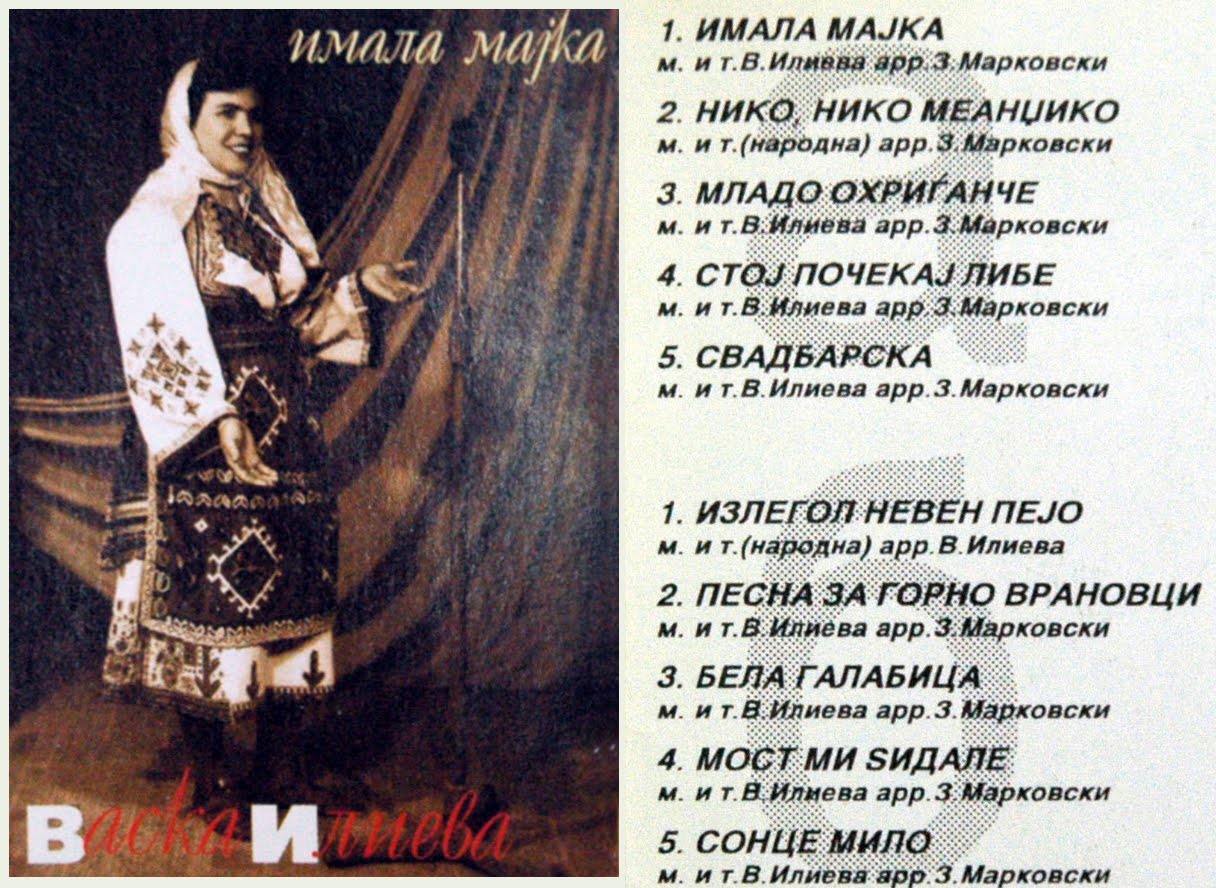 имала мајка
Васка Илиева
1. ИМАЛА МАЈКА
м. и т.В.Илиева арр.З.Марковски
2. НИКО, НИКО МЕАНЏИКО
м. и т.(народна) арр.З.Марковски
3. МЛАДО ОХРИЃАНЧЕ
м. и т.В.Илиева арр.З.Марковски
4. СТОЈ ПОЧЕКАЈ ЛИБЕ
м. и т.В.Илиева арр.З.Марковски
5. СВАДБАРСКА
м. и т.В.Илиева арр.З.Марковски
а
1. ИЗЛЕГОЛ НЕВЕН ПЕЈО
м. и т.(народна) арр.В.Илиева
2. ПЕСНА ЗА ГОРНО ВРАНОВЦИ
м. и т.В.Илиева арр.З.Марковски
3. БЕЛА ГАЛАБИЦА
м. и т.В.Илиева арр.З.Марковски
4. МОСТ МИ ЅИДАЛЕ
м. и т.В.Илиева арр.З.Марковски
5. СОНЦЕ МИЛО
м. и т.В.Илиева арр.З.Марковски
б